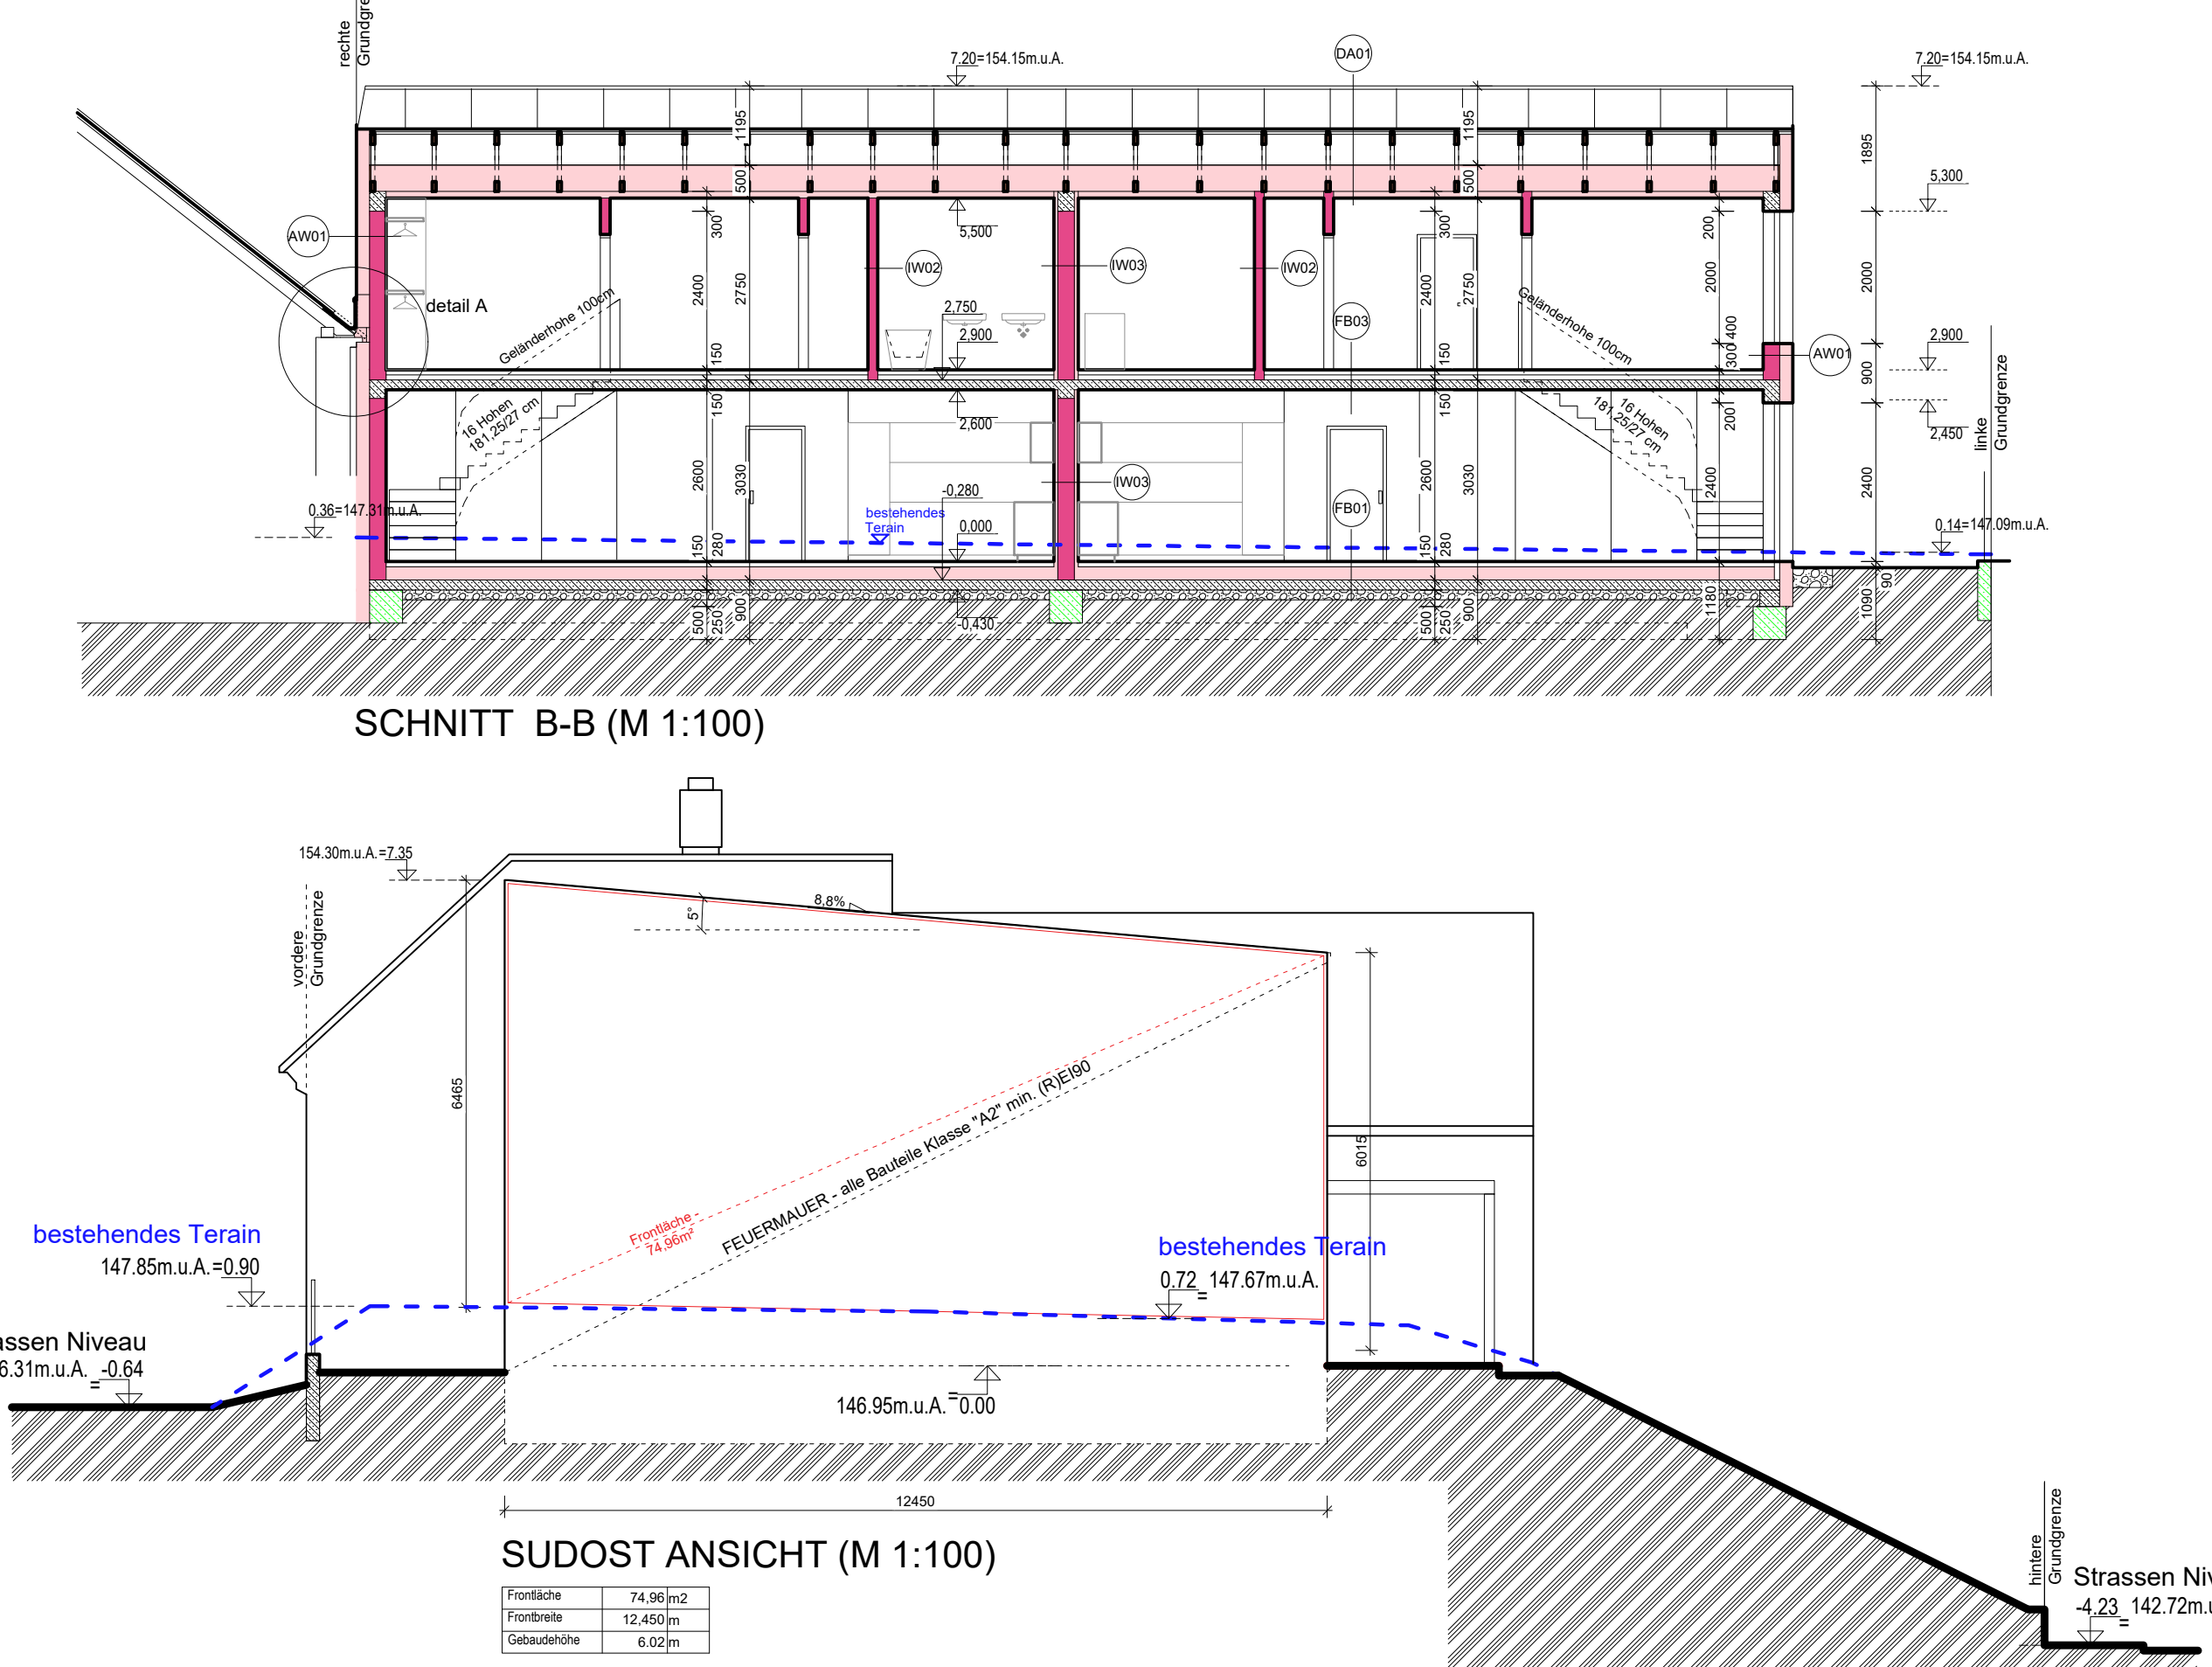 rechte
7.20=154.15m.u.A.
DA01
7.20=154.15m.u.A.
1195
1195
1895
500
500
5,300
AW01
300
5,500
300
200
IW02
IW03
IW02
2400
2750
2400
2750
2000
2000
detail A
Geländerhohe 100cm
2,750
2,900
FB03
Geländerhohe 100cm
400
300
2,900
AW01
150
150
900
16 Hohen
181,25/27 cm
150
2,600
150
16 Hohen
181,25/27 cm
200
2,450
linke
Grundgrenze
2600
3030
IW03
2600
3030
2400
2400
-0,280
0.36=147.31m.u.A.
bestehendes
Terain
0,000
FB01
0.14=147.09m.u.A.
150
280
150
280
90
500
250
900
-0,430
500
250
900
1180
1090
SCHNITT B-B (M 1:100)
154.30m.u.A.=7.35
vordere
Grundgrenze
5°
8,8%
6465
6015
Frontläche -
74,96m²
FEUERMAUER - alle Bauteile Klasse "A2" min. (R)EI90
bestehendes Terain
147.85m.u.A.=0.90
bestehendes Terain
0.72 = 147.67m.u.A.
assen Niveau
6.31m.u.A. = -0.64
146.95m.u.A.=0.00
12450
SUDOST ANSICHT (M 1:100)
Frontläche 74,96 m2
Frontbreite 12,450 m
Gebaudehöhe 6.02 m
hintere
Grundgrenze
Strassen Niv
-4.23 = 142.72m.u